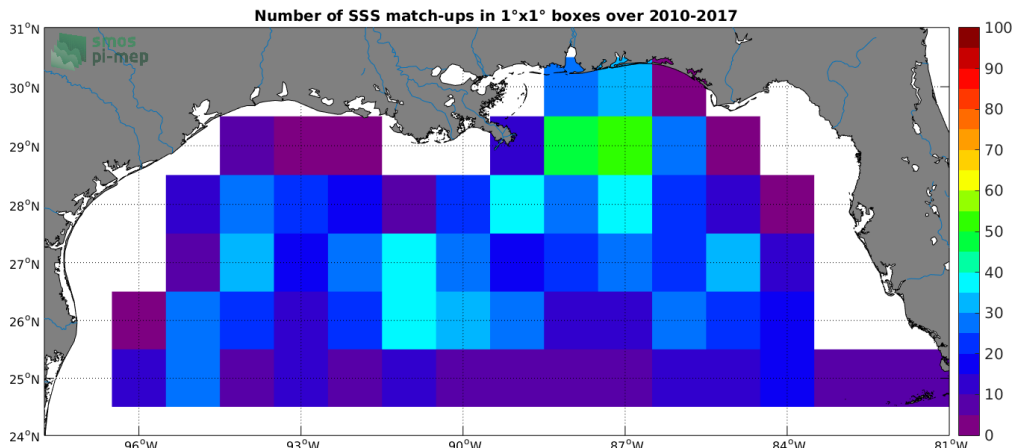 Number of SSS match-ups in 1°x1° boxes over 2010-2017
smos
pi-mep
31°N
30°N
29°N
28°N
27°N
26°N
25°N
24°N
96°W
93°W
90°W
87°W
84°W
81°W
100
90
80
70
60
50
40
30
20
10
0